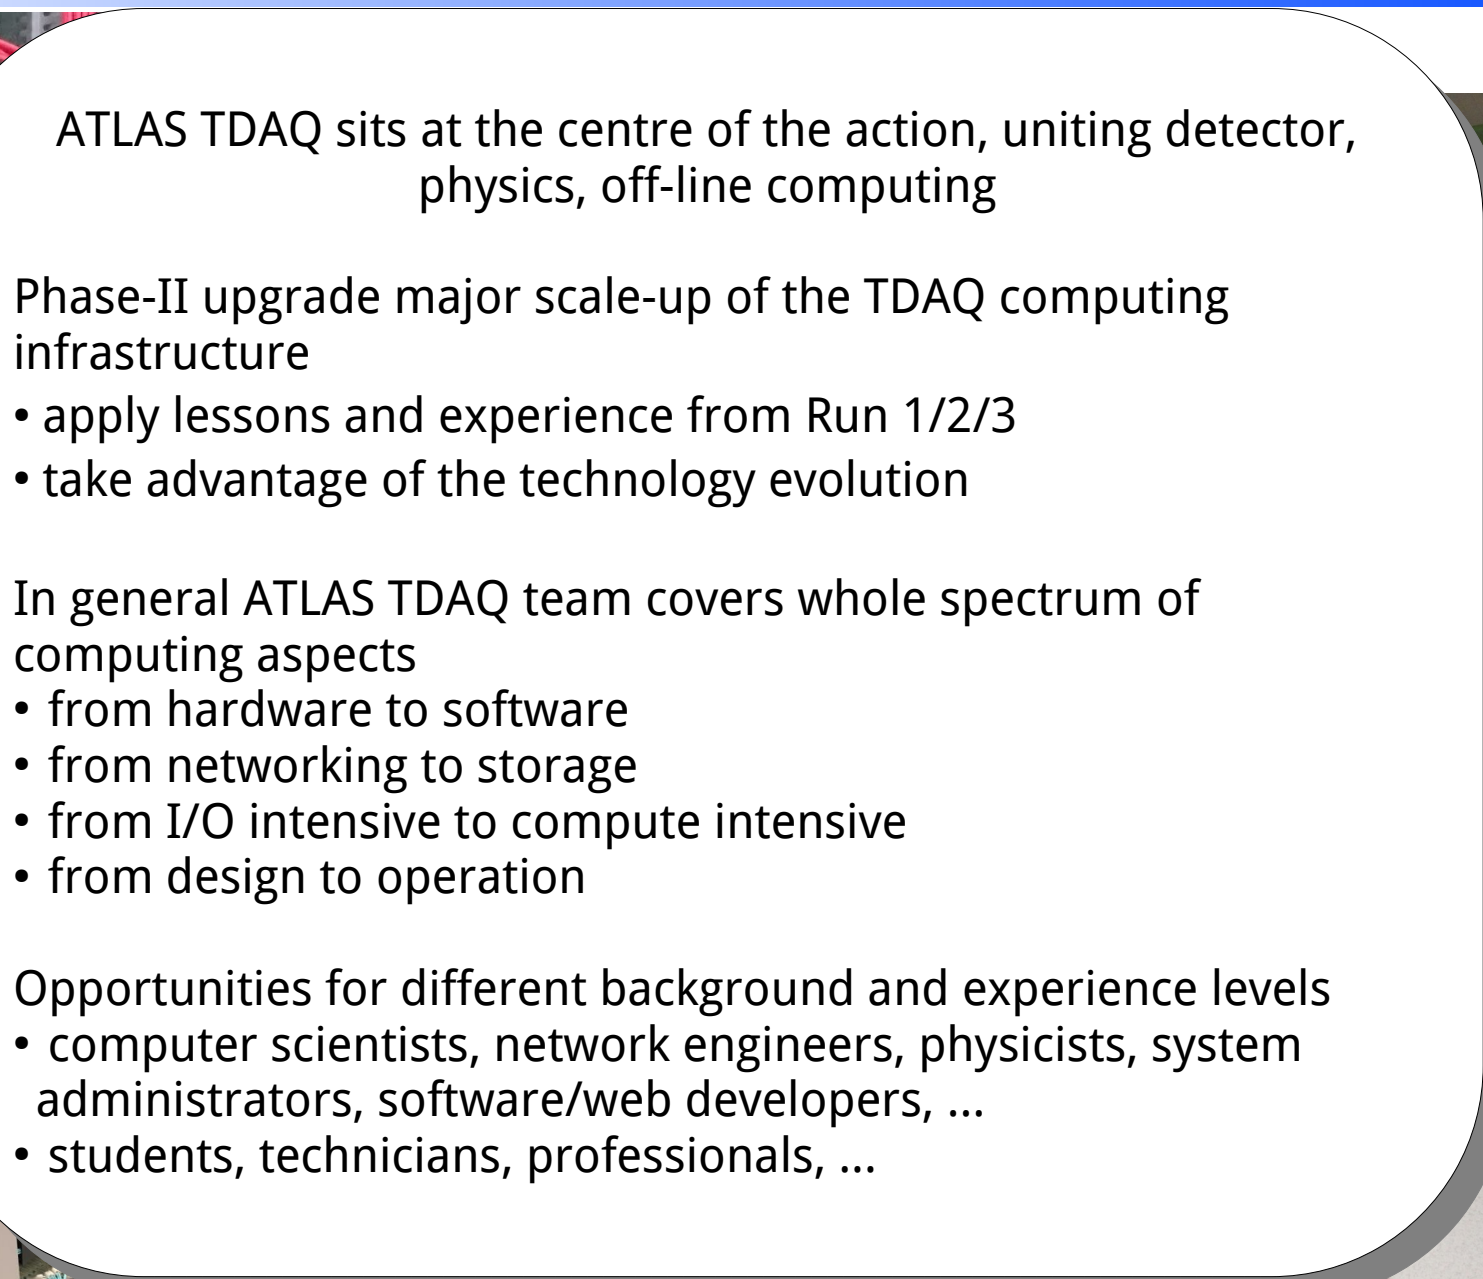 ATLAS TDAQ sits at the centre of the action, uniting detector,
physics, off-line computing
Phase-II upgrade major scale-up of the TDAQ computing
infrastructure
• apply lessons and experience from Run 1/2/3
• take advantage of the technology evolution
In general ATLAS TDAQ team covers whole spectrum of
computing aspects
• from hardware to software
• from networking to storage
• from I/O intensive to compute intensive
• from design to operation
Opportunities for different background and experience levels
• computer scientists, network engineers, physicists, system
administrators, software/web developers, ...
• students, technicians, professionals, ...